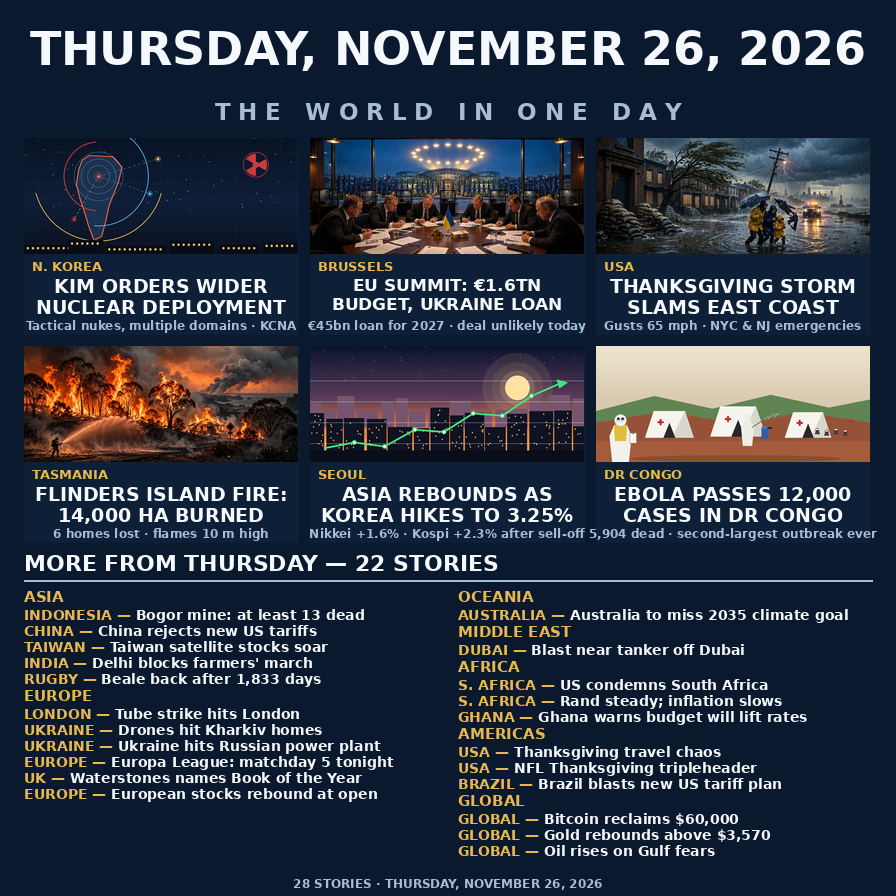 THURSDAY, NOVEMBER 26, 2026
THE WORLD IN ONE DAY
N. KOREA
KIM ORDERS WIDER
NUCLEAR DEPLOYMENT
Tactical nukes, multiple domains · KCNA
BRUSSELS
EU SUMMIT: €1.6TN
BUDGET, UKRAINE LOAN
€45bn loan for 2027 · deal unlikely today
USA
THANKSGIVING STORM
SLAMS EAST COAST
Gusts 65 mph · NYC & NJ emergencies
TASMANIA
FLINDERS ISLAND FIRE:
14,000 HA BURNED
6 homes lost · flames 10 m high
SEOUL
ASIA REBOUNDS AS
KOREA HIKES TO 3.25%
Nikkei +1.6% · Kospi +2.3% after sell-off
DR CONGO
EBOLA PASSES 12,000
CASES IN DR CONGO
5,904 dead · second-largest outbreak ever
MORE FROM THURSDAY — 22 STORIES
ASIA
INDONESIA — Bogor mine: at least 13 dead
CHINA — China rejects new US tariffs
TAIWAN — Taiwan satellite stocks soar
INDIA — Delhi blocks farmers' march
RUGBY — Beale back after 1,833 days
EUROPE
LONDON — Tube strike hits London
UKRAINE — Drones hit Kharkiv homes
UKRAINE — Ukraine hits Russian power plant
EUROPE — Europa League: matchday 5 tonight
UK — Waterstones names Book of the Year
EUROPE — European stocks rebound at open
OCEANIA
AUSTRALIA — Australia to miss 2035 climate goal
MIDDLE EAST
DUBAI — Blast near tanker off Dubai
AFRICA
S. AFRICA — US condemns South Africa
S. AFRICA — Rand steady; inflation slows
GHANA — Ghana warns budget will lift rates
AMERICAS
USA — Thanksgiving travel chaos
USA — NFL Thanksgiving tripleheader
BRAZIL — Brazil blasts new US tariff plan
GLOBAL
GLOBAL — Bitcoin reclaims $60,000
GLOBAL — Gold rebounds above $3,570
GLOBAL — Oil rises on Gulf fears
28 STORIES · THURSDAY, NOVEMBER 26, 2026